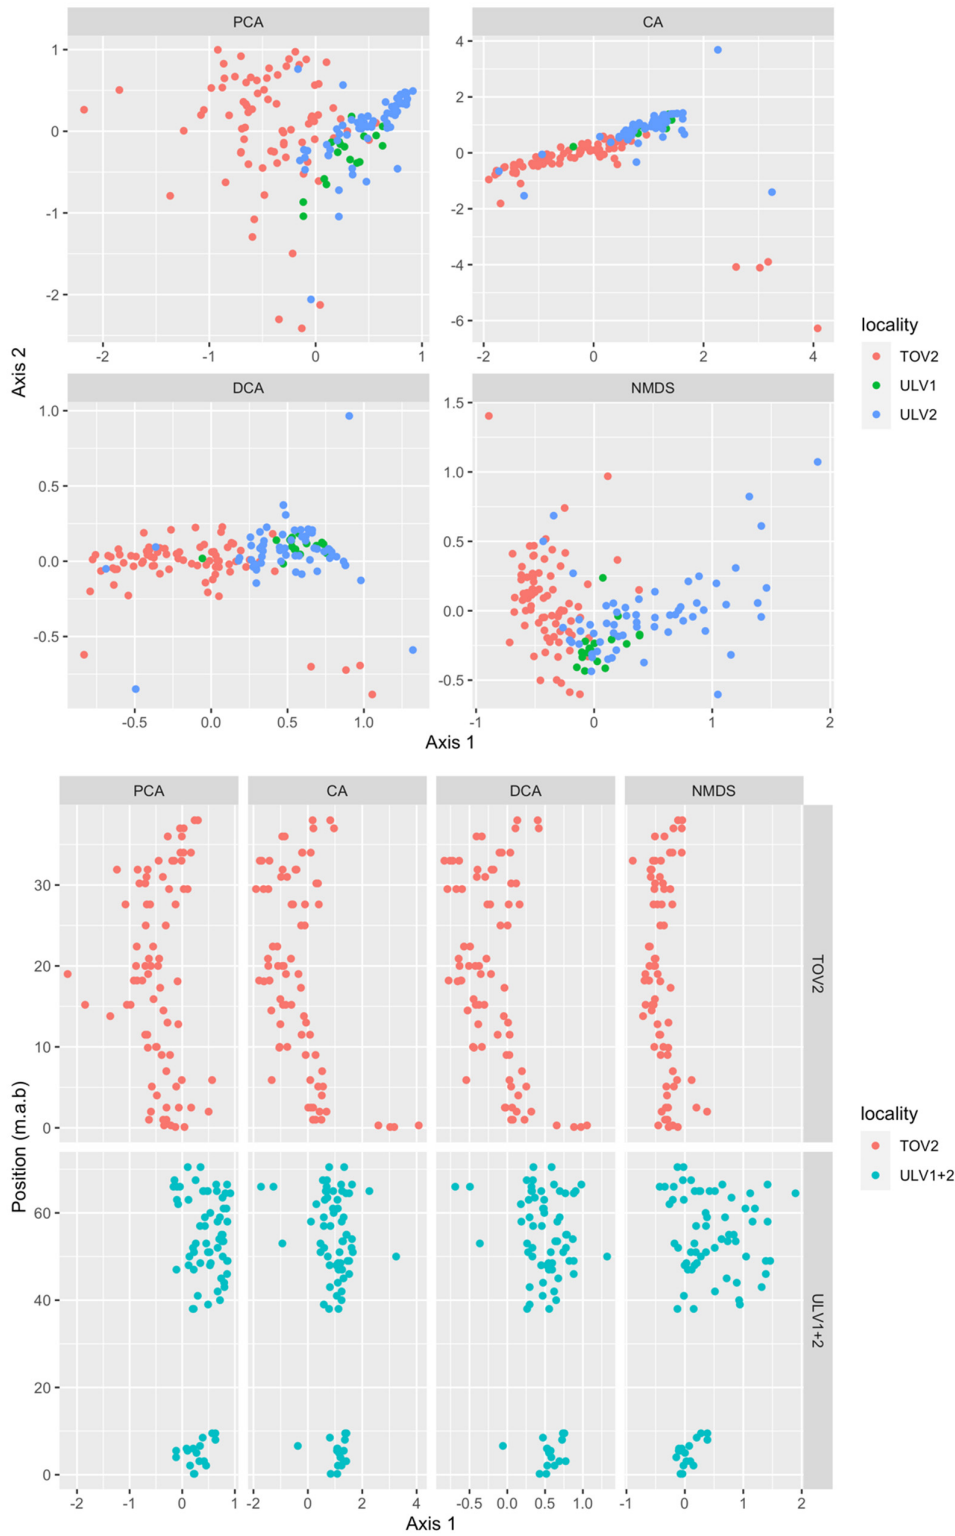 PCA CA
1
0
-1
-2
4
2
0
-2
-4
-6
-2 -1 0 1
-2 0 2 4
Axis 2
DCA NMDS
1.0
0.5
0.0
-0.5
1.5
1.0
0.5
0.0
-0.5
-0.5 0.0 0.5 1.0
-1 0 1 2
Axis 1
locality
TOV2
ULV1
ULV2
PCA CA DCA NMDS
30
20
10
0
TOV2
60
40
20
0
ULV1+2
Position (m.a.b)
-2 -1 0 1
-2 0 2 4
-0.5 0.0 0.5 1.0
-1 0 1 2
Axis 1
locality
TOV2
ULV1+2